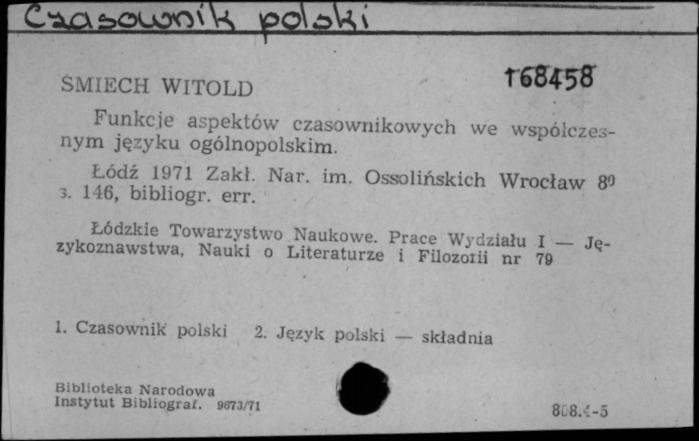 Czasownik polski
T68458
ŚMIECH WITOLD
Funkcje aspektów czasownikowych we współczes-
nym języku ogólnopolskim.
Łódź 1971 Zakł. Nar. im. Ossolińskich Wrocław 8⁰
s. 146, bibliogr. err.
Łódzkie Towarzystwo Naukowe. Prace Wydziału I — Ję-
zykoznawstwa, Nauki o Literaturze i Filozofii nr 79
1. Czasownik polski 2. Język polski — składnia
Biblioteka Narodowa
Instytut Bibliograf. 9673/71
808.4-5